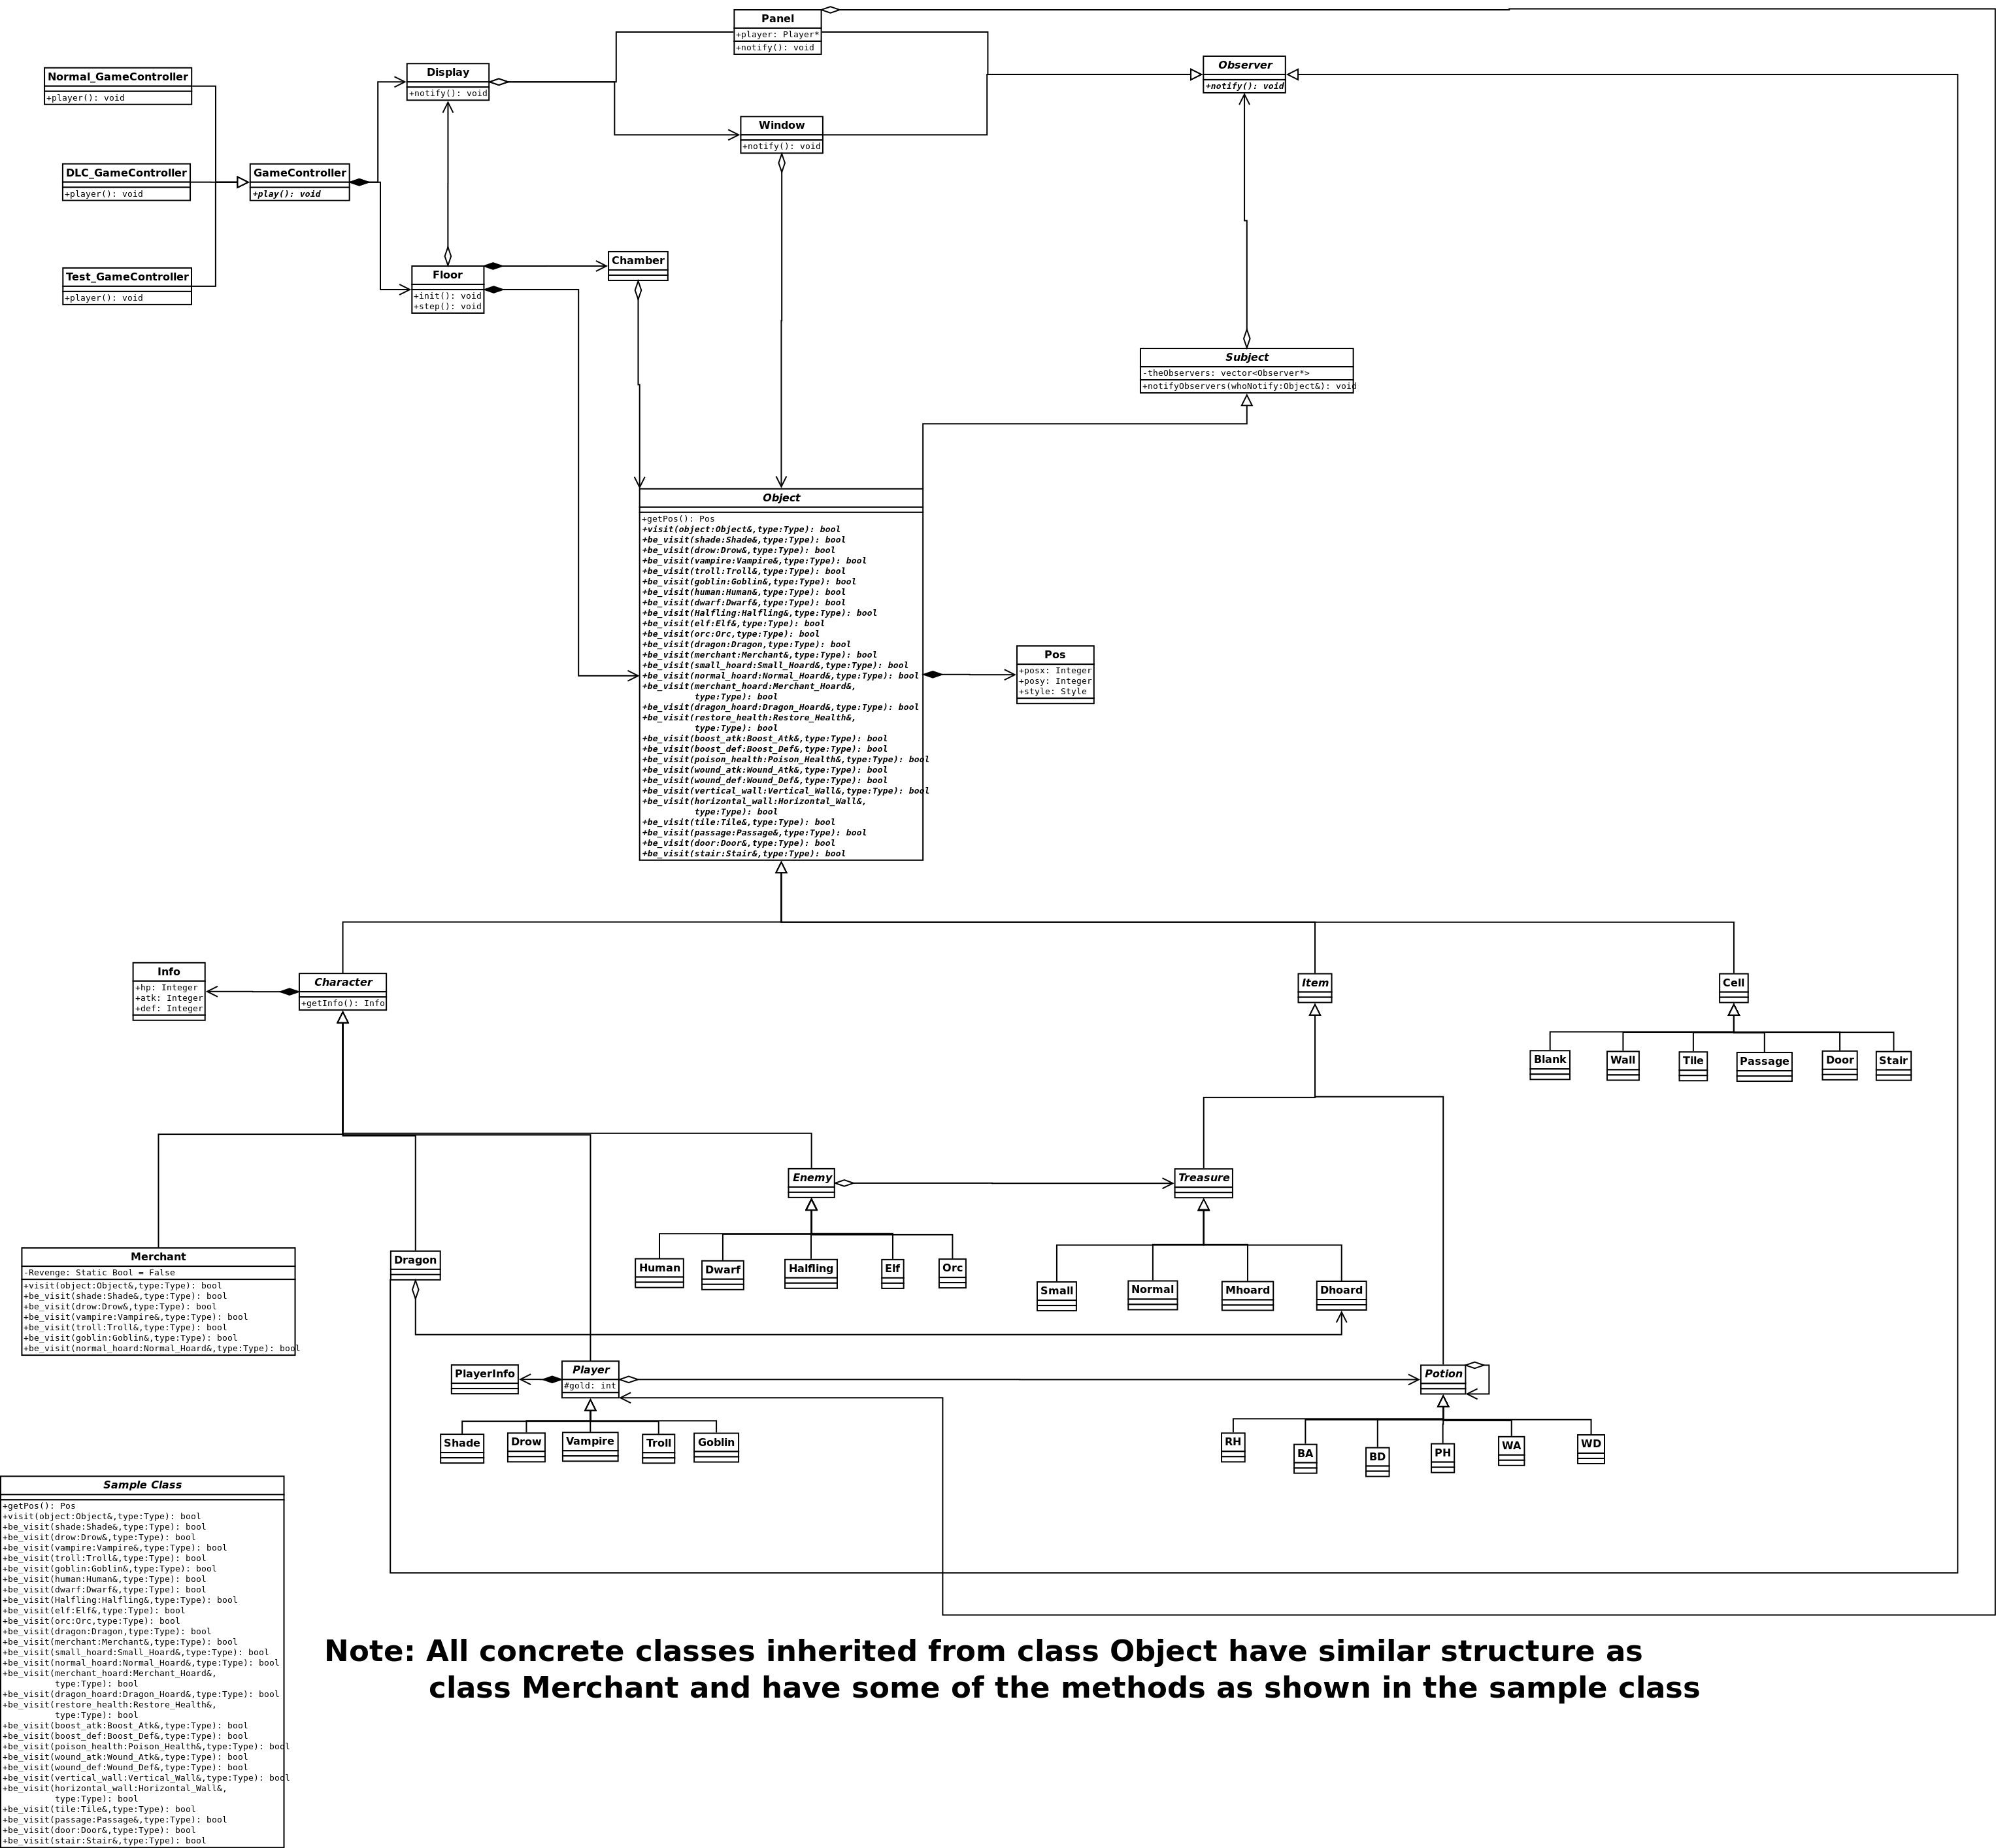 Panel
+player: Player*
+notify(): void
Observer
+notify(): void
Display
+notify(): void
Normal_GameController
+player(): void
Window
+notify(): void
DLC_GameController
+player(): void
GameController
+play(): void
Test_GameController
+player(): void
Floor
+init(): void
+step(): void
Chamber
Subject
-theObservers: vector<Observer*>
+notifyObservers(whoNotify:Object&): void
Object
+getPos(): Pos
+visit(object:Object&,type:Type): bool
+be_visit(shade:Shade&,type:Type): bool
+be_visit(drow:Drow&,type:Type): bool
+be_visit(vampire:Vampire&,type:Type): bool
+be_visit(troll:Troll&,type:Type): bool
+be_visit(goblin:Goblin&,type:Type): bool
+be_visit(human:Human&,type:Type): bool
+be_visit(dwarf:Dwarf&,type:Type): bool
+be_visit(Halfling:Halfling&,type:Type): bool
+be_visit(elf:Elf&,type:Type): bool
+be_visit(orc:Orc,type:Type): bool
+be_visit(dragon:Dragon,type:Type): bool
+be_visit(merchant:Merchant&,type:Type): bool
+be_visit(small_hoard:Small_Hoard&,type:Type): bool
+be_visit(normal_hoard:Normal_Hoard&,type:Type): bool
+be_visit(merchant_hoard:Merchant_Hoard&,
type:Type): bool
+be_visit(dragon_hoard:Dragon_Hoard&,type:Type): bool
+be_visit(restore_health:Restore_Health&,
type:Type): bool
+be_visit(boost_atk:Boost_Atk&,type:Type): bool
+be_visit(boost_def:Boost_Def&,type:Type): bool
+be_visit(poison_health:Poison_Health&,type:Type): bool
+be_visit(wound_atk:Wound_Atk&,type:Type): bool
+be_visit(wound_def:Wound_Def&,type:Type): bool
+be_visit(vertical_wall:Vertical_Wall&,type:Type): bool
+be_visit(horizontal_wall:Horizontal_Wall&,
type:Type): bool
+be_visit(tile:Tile&,type:Type): bool
+be_visit(passage:Passage&,type:Type): bool
+be_visit(door:Door&,type:Type): bool
+be_visit(stair:Stair&,type:Type): bool
Pos
+posx: Integer
+posy: Integer
+style: Style
Info
+hp: Integer
+atk: Integer
+def: Integer
Character
+getInfo(): Info
Item
Cell
Blank
Wall
Tile
Passage
Door
Stair
Enemy
Treasure
Merchant
-Revenge: Static Bool = False
+visit(object:Object&,type:Type): bool
+be_visit(shade:Shade&,type:Type): bool
+be_visit(drow:Drow&,type:Type): bool
+be_visit(vampire:Vampire&,type:Type): bool
+be_visit(troll:Troll&,type:Type): bool
+be_visit(goblin:Goblin&,type:Type): bool
+be_visit(normal_hoard:Normal_Hoard&,type:Type): bool
Dragon
Human
Dwarf
Halfling
Elf
Orc
Small
Normal
Mhoard
Dhoard
PlayerInfo
Player
#gold: int
Potion
Shade
Drow
Vampire
Troll
Goblin
RH
BA
BD
PH
WA
WD
Sample Class
+getPos(): Pos
+visit(object:Object&,type:Type): bool
+be_visit(shade:Shade&,type:Type): bool
+be_visit(drow:Drow&,type:Type): bool
+be_visit(vampire:Vampire&,type:Type): bool
+be_visit(troll:Troll&,type:Type): bool
+be_visit(goblin:Goblin&,type:Type): bool
+be_visit(human:Human&,type:Type): bool
+be_visit(dwarf:Dwarf&,type:Type): bool
+be_visit(Halfling:Halfling&,type:Type): bool
+be_visit(elf:Elf&,type:Type): bool
+be_visit(orc:Orc,type:Type): bool
+be_visit(dragon:Dragon,type:Type): bool
+be_visit(merchant:Merchant&,type:Type): bool
+be_visit(small_hoard:Small_Hoard&,type:Type): bool
+be_visit(normal_hoard:Normal_Hoard&,type:Type): bool
+be_visit(merchant_hoard:Merchant_Hoard&,
type:Type): bool
+be_visit(dragon_hoard:Dragon_Hoard&,type:Type): bool
+be_visit(restore_health:Restore_Health&,
type:Type): bool
+be_visit(boost_atk:Boost_Atk&,type:Type): bool
+be_visit(boost_def:Boost_Def&,type:Type): bool
+be_visit(poison_health:Poison_Health&,type:Type): bool
+be_visit(wound_atk:Wound_Atk&,type:Type): bool
+be_visit(wound_def:Wound_Def&,type:Type): bool
+be_visit(vertical_wall:Vertical_Wall&,type:Type): bool
+be_visit(horizontal_wall:Horizontal_Wall&,
type:Type): bool
+be_visit(tile:Tile&,type:Type): bool
+be_visit(passage:Passage&,type:Type): bool
+be_visit(door:Door&,type:Type): bool
+be_visit(stair:Stair&,type:Type): bool
Note: All concrete classes inherited from class Object have similar structure as
class Merchant and have some of the methods as shown in the sample class